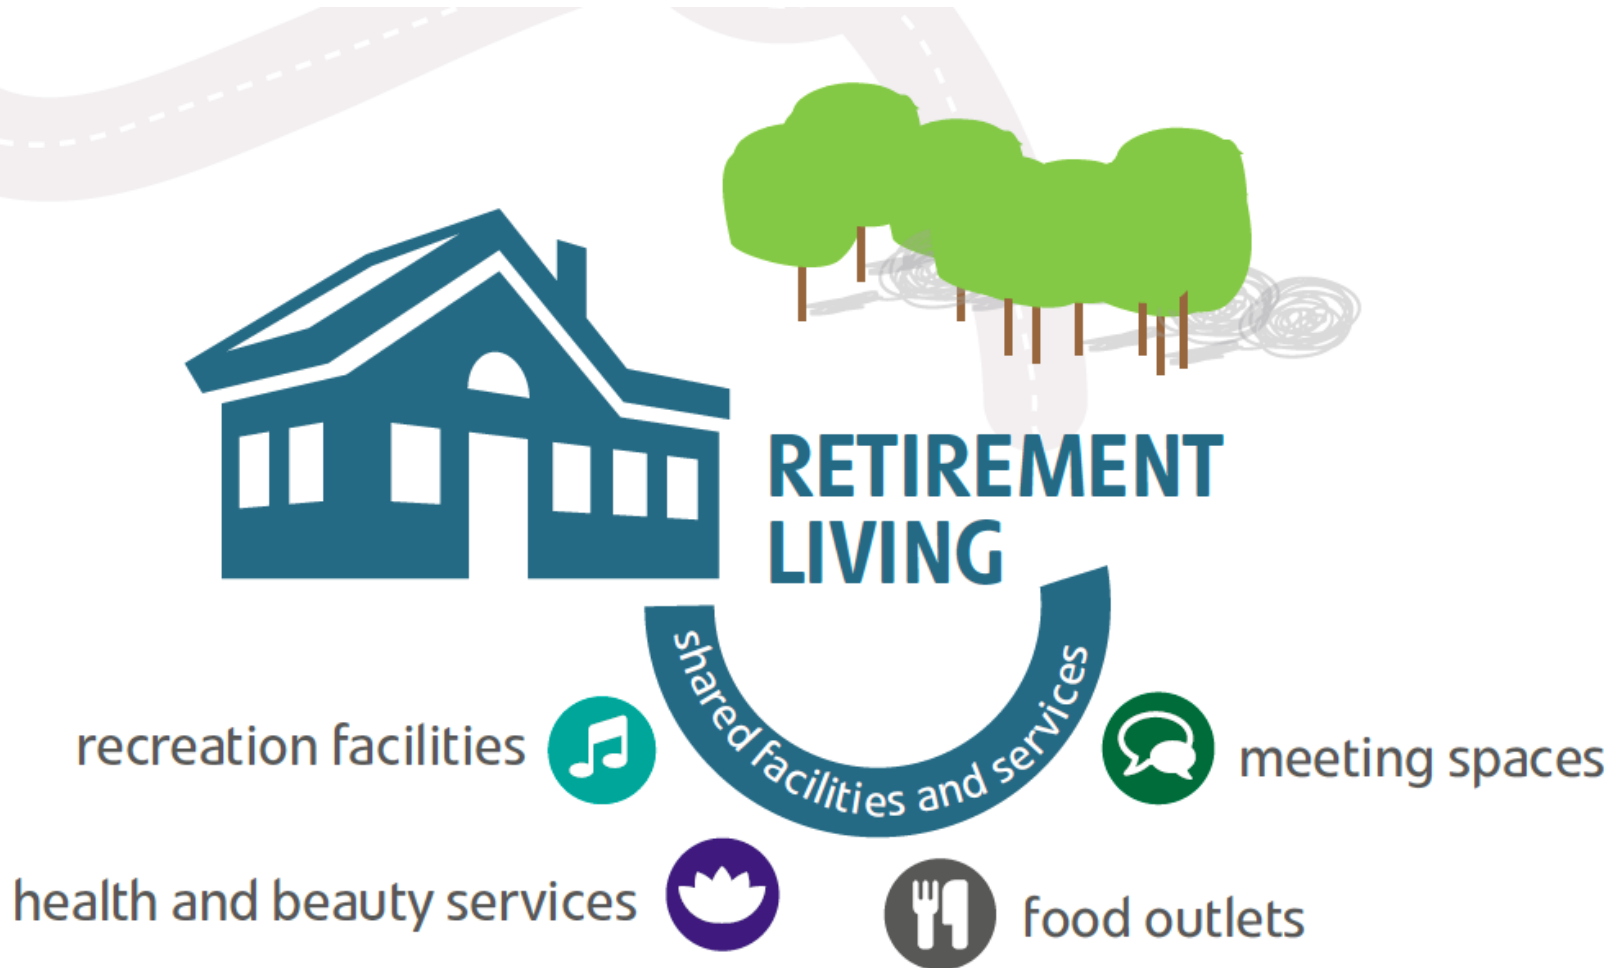 RETIREMENT
LIVING
shared facilities and services
recreation facilities
meeting spaces
health and beauty services
food outlets